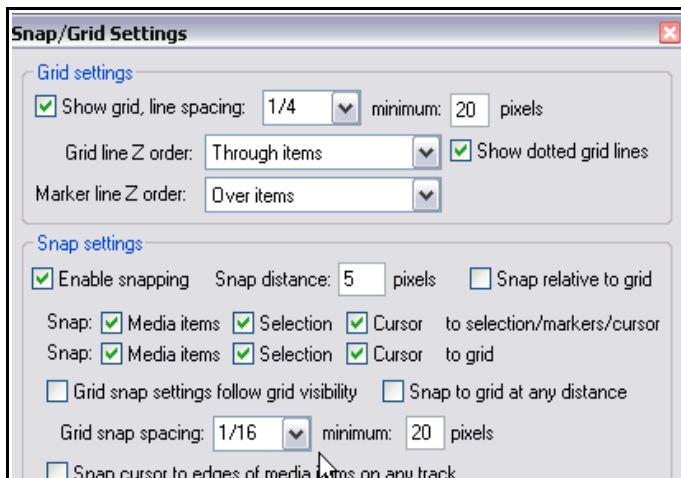 Snap/Grid Settings
Grid settings
Show grid, line spacing: 1/4 minimum: 20 pixels
Grid line Z order: Through items Show dotted grid lines
Marker line Z order: Over items
Snap settings
Enable snapping Snap distance: 5 pixels Snap relative to grid
Snap: Media items Selection Cursor to selection/markers/cursor
Snap: Media items Selection Cursor to grid
Grid snap settings follow grid visibility Snap to grid at any distance
Grid snap spacing: 1/16 minimum: 20 pixels
Snap cursor to edges of media items on any track